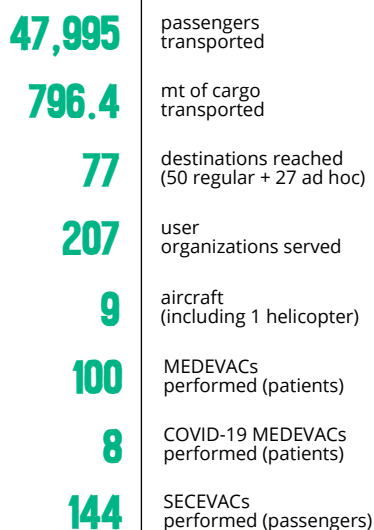 47,995
passengers
transported
796.4
mt of cargo
transported
77
destinations reached
(50 regular + 27 ad hoc)
207
user
organizations served
9
aircraft
(including 1 helicopter)
100
MEDEVACs
performed (patients)
8
COVID-19 MEDEVACs
performed (patients)
144
SECEVACs
performed (passengers)